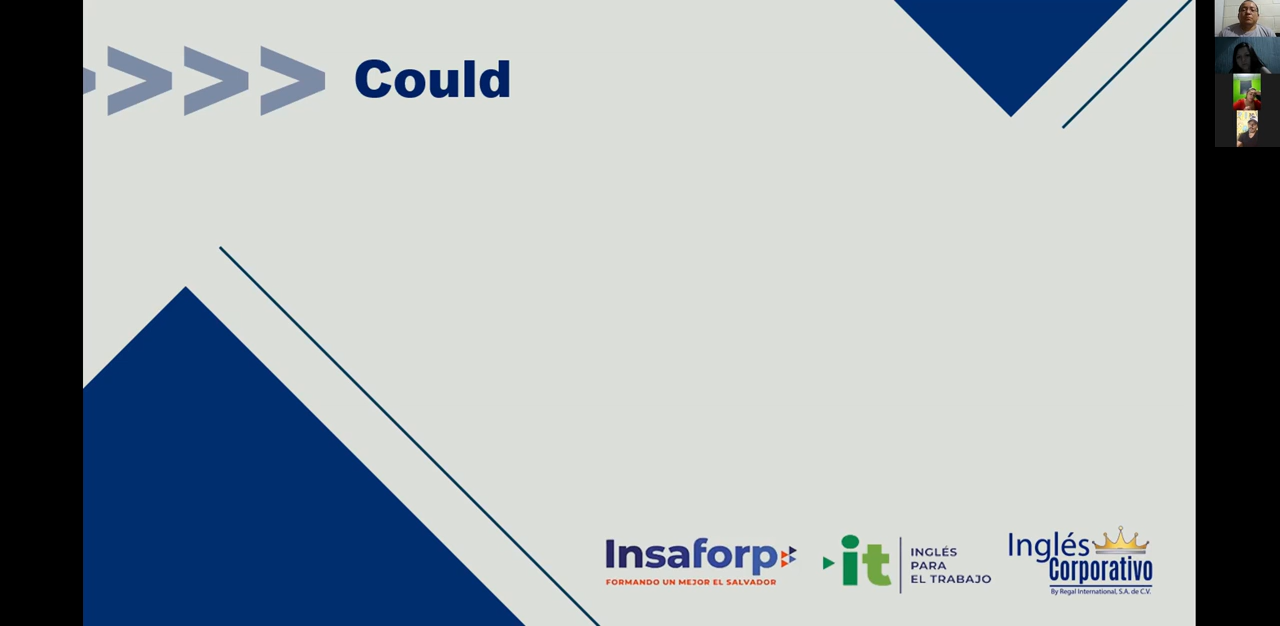 Could
Insaforp
FORMANDO UN MEJOR EL SALVADOR
it
INGLÉS
PARA
EL TRABAJO
Inglés
Corporativo
By Regal International, S.A. de C.V.